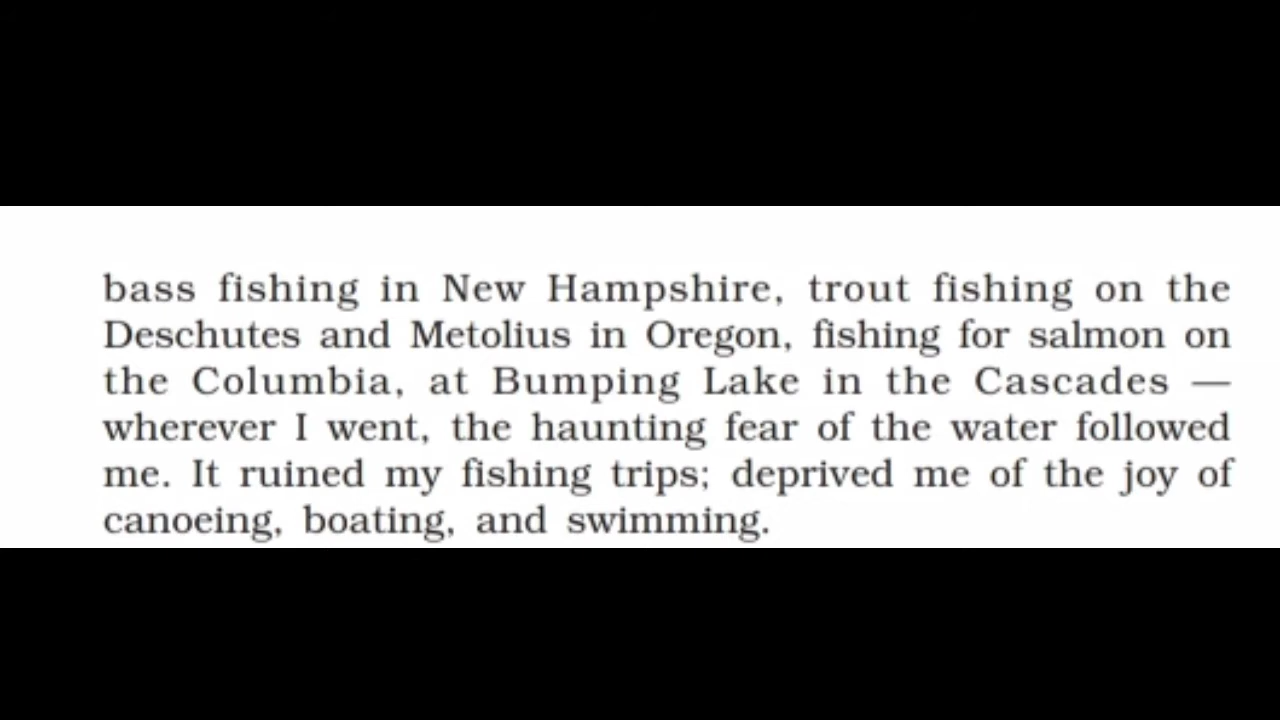 bass fishing in New Hampshire, trout fishing on the
Deschutes and Metolius in Oregon, fishing for salmon on
the Columbia, at Bumping Lake in the Cascades —
wherever I went, the haunting fear of the water followed
me. It ruined my fishing trips; deprived me of the joy of
canoeing, boating, and swimming.